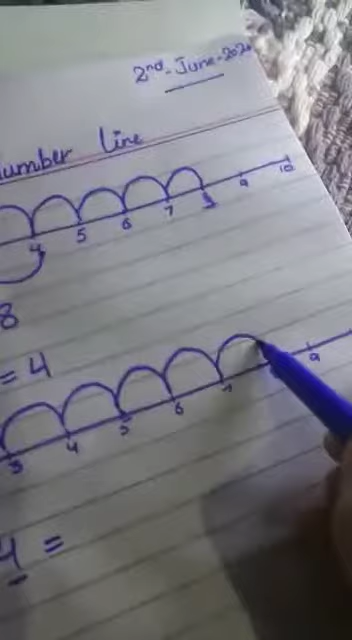 2nd-June-2020
Number line
4 5 6 7 8 9 10
8
= 4
3 4 5 6 7 9
4 =